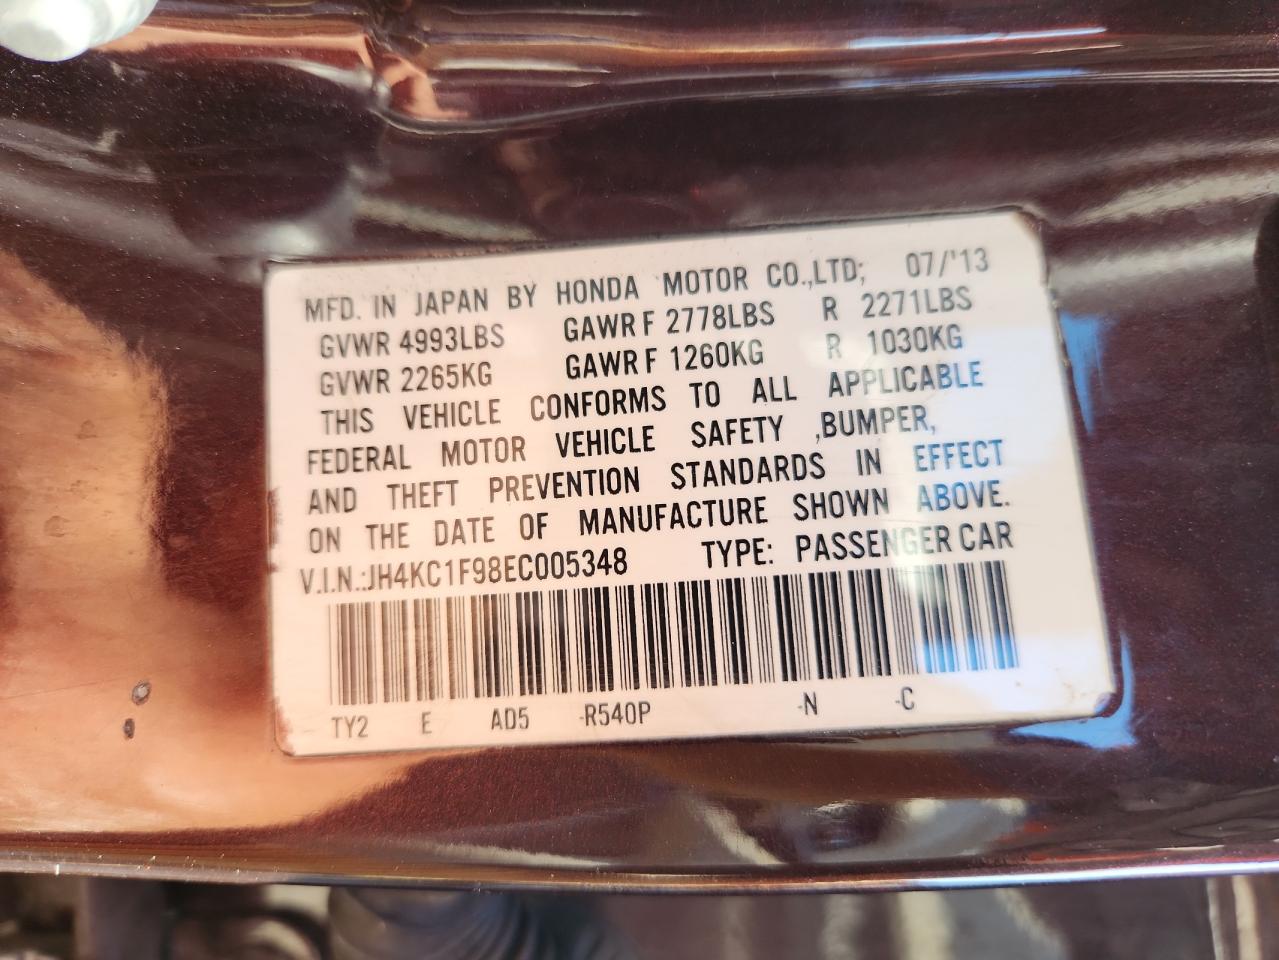 MFD. IN JAPAN BY HONDA MOTOR CO.,LTD; 07/'13
GVWR 4993LBS GAWR F 2778LBS R 2271LBS
GVWR 2265KG GAWR F 1260KG R 1030KG
THIS VEHICLE CONFORMS TO ALL APPLICABLE
FEDERAL MOTOR VEHICLE SAFETY ,BUMPER,
AND THEFT PREVENTION STANDARDS IN EFFECT
ON THE DATE OF MANUFACTURE SHOWN ABOVE.
V.I.N.:JH4KC1F98EC005348 TYPE: PASSENGER CAR
TY2 E AD5 -R540P -N -C